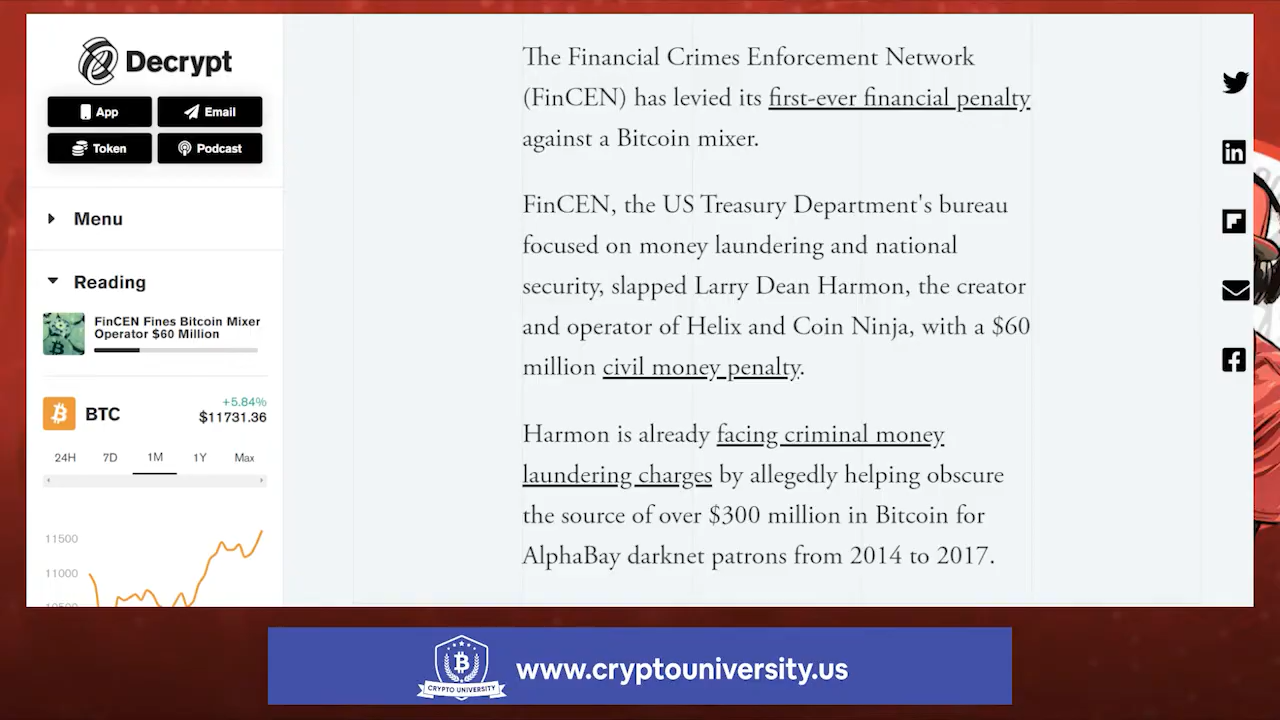 Decrypt
App
Email
Token
Podcast
Menu
Reading
FinCEN Fines Bitcoin Mixer
Operator $60 Million
BTC
+5.84%
$11731.36
24H 7D 1M 1Y Max
11500
11000
10500
The Financial Crimes Enforcement Network
(FinCEN) has levied its first-ever financial penalty
against a Bitcoin mixer.
FinCEN, the US Treasury Department's bureau
focused on money laundering and national
security, slapped Larry Dean Harmon, the creator
and operator of Helix and Coin Ninja, with a $60
million civil money penalty.
Harmon is already facing criminal money
laundering charges by allegedly helping obscure
the source of over $300 million in Bitcoin for
AlphaBay darknet patrons from 2014 to 2017.
CRYPTO UNIVERSITY
www.cryptouniversity.us